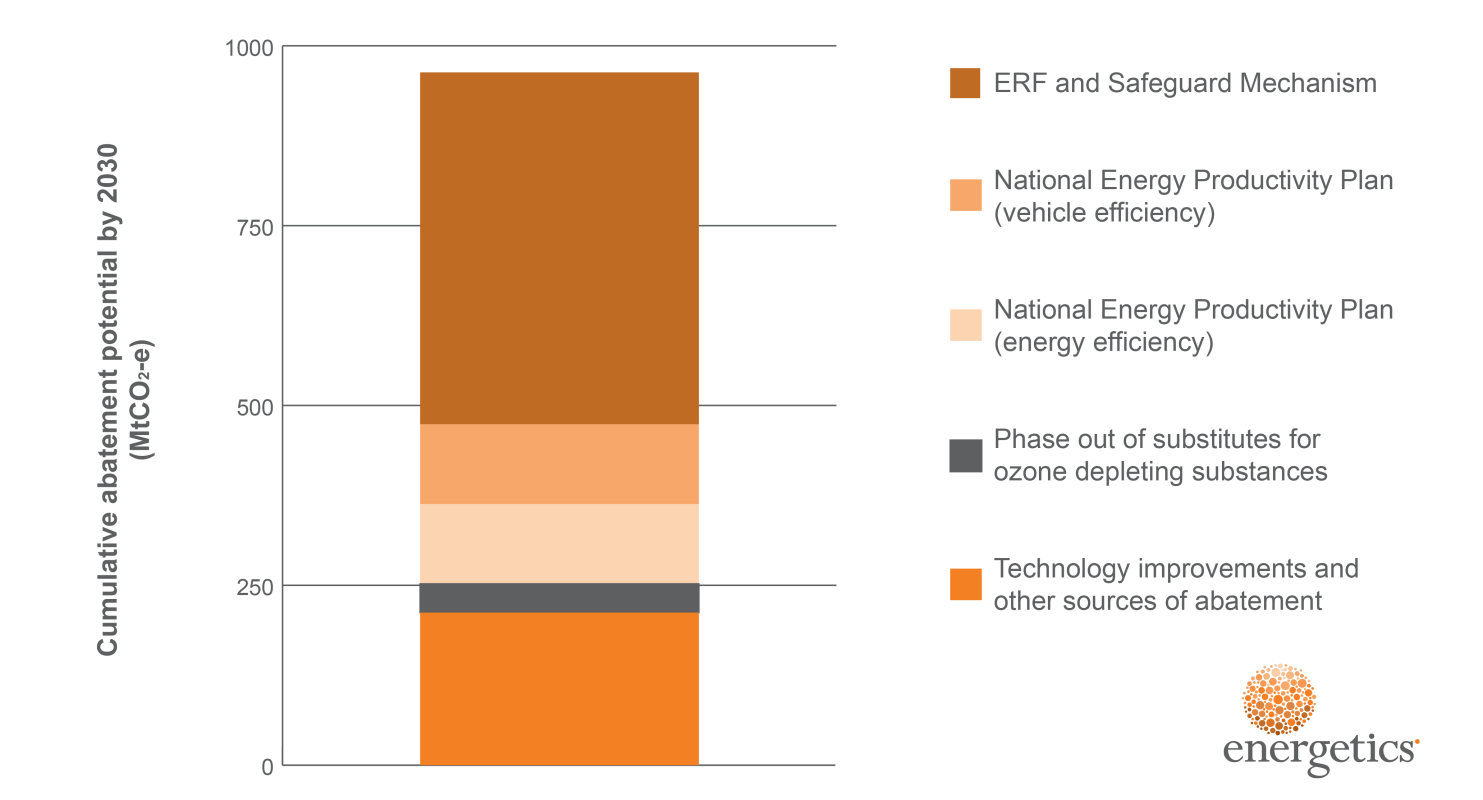 Cumulative abatement potential by 2030
(MtCO₂-e)
1000
750
500
250
0
ERF and Safeguard Mechanism
National Energy Productivity Plan
(vehicle efficiency)
National Energy Productivity Plan
(energy efficiency)
Phase out of substitutes for
ozone depleting substances
Technology improvements and
other sources of abatement
energetics